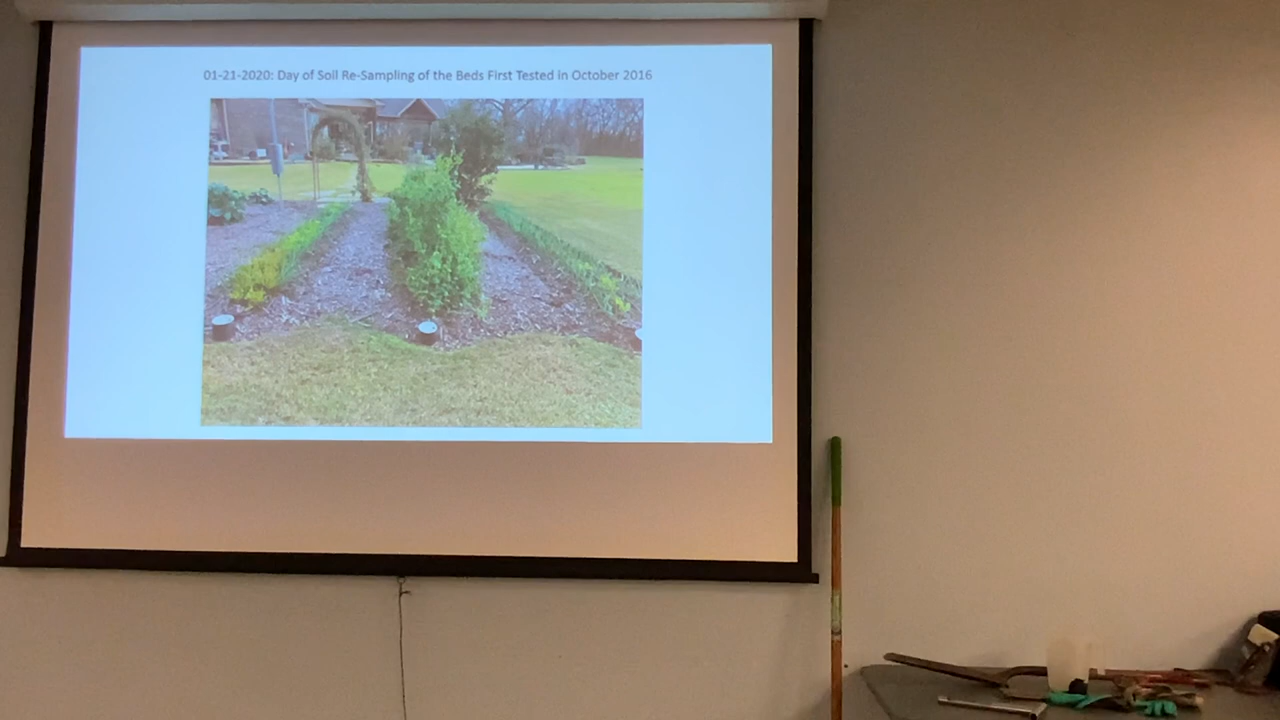 01-21-2020: Day of Soil Re-Sampling of the Beds First Tested in October 2016